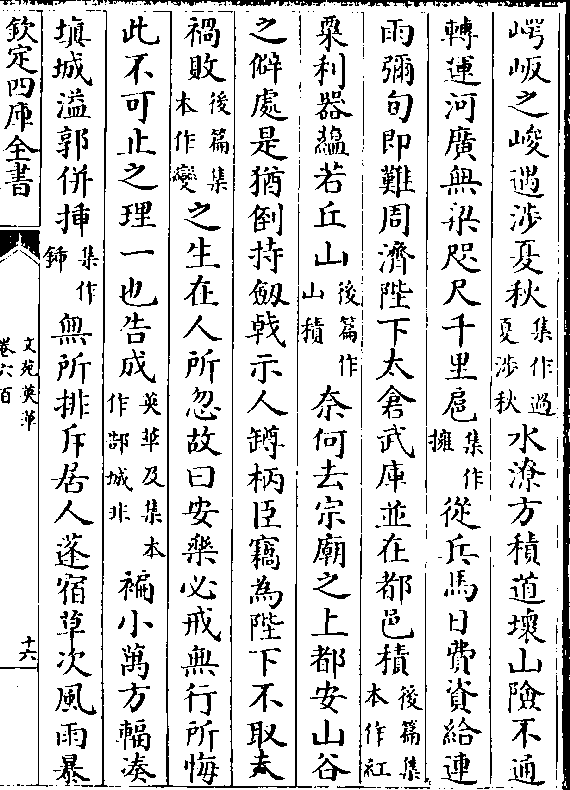 崿岅之峻過渉夏秋集作過夏渉秋水潦方積道壊山險不通
轉運河廣無梁咫尺千里扈集作擁從兵馬日費資給連
雨彌旬即難周濟陛下太倉武庫並在都邑積後篇集本作紅
粟利器蘊若丘山後篇作山積奈何去宗廟之上都安山谷
之僻處是猶倒持劔㦸示人鐏柄臣竊為陛下不取夫
禍敗後篇集本作變之生在人所忽故曰安樂必戒無行所悔
此不可止之理一也告成英華及集本作部城非褊小萬方輻湊
塡城溢郭併揷集作鍤無所排斥居人蓬宿草次風雨暴
欽定四庫全書
文苑英華
卷六百
十六